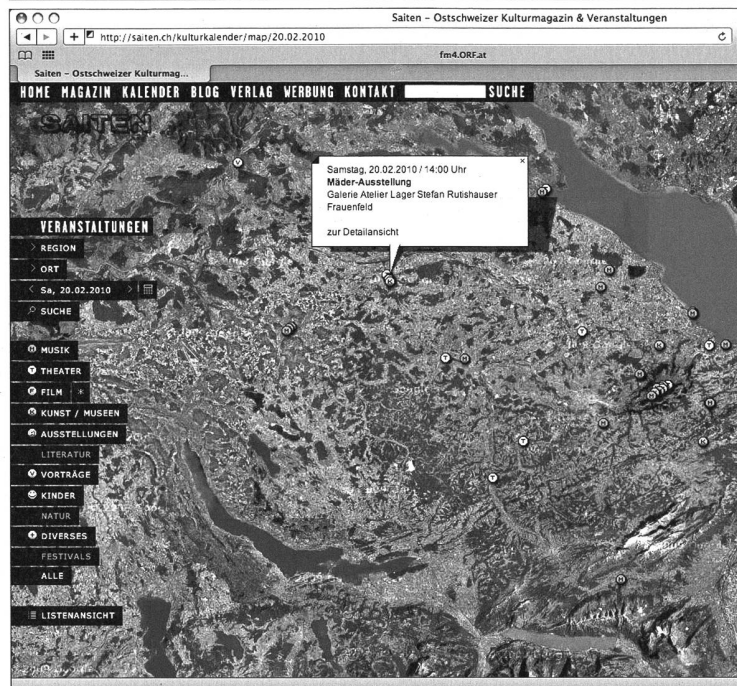 Saiten – Ostschweizer Kulturmagazin & Veranstaltungen
http://saiten.ch/kulturkalender/map/20.02.2010
fm4.ORF.at
Saiten – Ostschweizer Kulturmag...
HOME MAGAZIN KALENDER BLOG VERLAG WERBUNG KONTAKT SUCHE
SAITEN
Samstag, 20.02.2010 / 14:00 Uhr
Mäder-Ausstellung
Galerie Atelier Lager Stefan Rutishauser
Frauenfeld
zur Detailansicht
VERANSTALTUNGEN
REGION
ORT
Sa, 20.02.2010
SUCHE
MUSIK
THEATER
FILM
KUNST / MUSEEN
AUSSTELLUNGEN
LITERATUR
VORTRÄGE
KINDER
NATUR
DIVERSES
FESTIVALS
ALLE
LISTENANSICHT